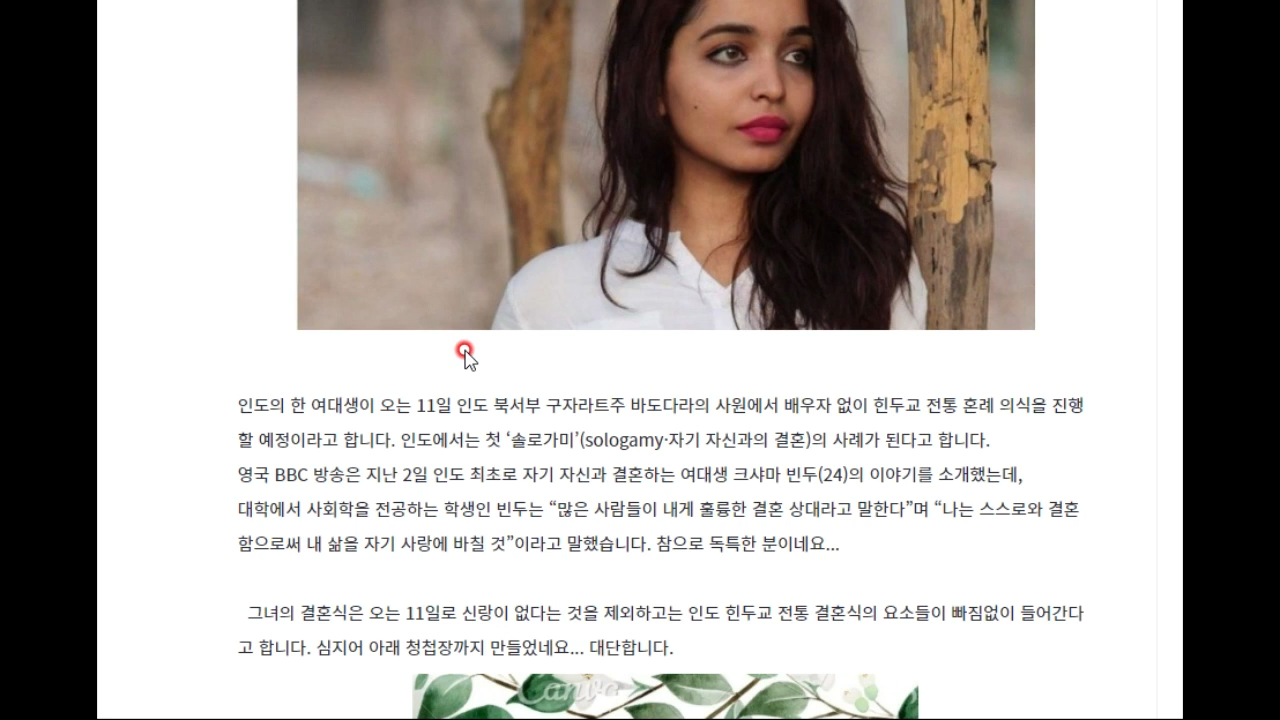 인도의 한 여대생이 오는 11일 인도 북서부 구자라트주 바도다라의 사원에서 배우자 없이 힌두교 전통 혼례 의식을 진행
할 예정이라고 합니다. 인도에서는 첫 ‘솔로가미’(sologamy·자기 자신과의 결혼)의 사례가 된다고 합니다.
영국 BBC 방송은 지난 2일 인도 최초로 자기 자신과 결혼하는 여대생 크샤마 빈두(24)의 이야기를 소개했는데,
대학에서 사회학을 전공하는 학생인 빈두는 “많은 사람들이 내게 훌륭한 결혼 상대라고 말한다”며 “나는 스스로와 결혼
함으로써 내 삶을 자기 사랑에 바칠 것”이라고 말했습니다. 참으로 독특한 분이네요...
그녀의 결혼식은 오는 11일로 신랑이 없다는 것을 제외하고는 인도 힌두교 전통 결혼식의 요소들이 빠짐없이 들어간다
고 합니다. 심지어 아래 청첩장까지 만들었네요... 대단합니다.
Canva